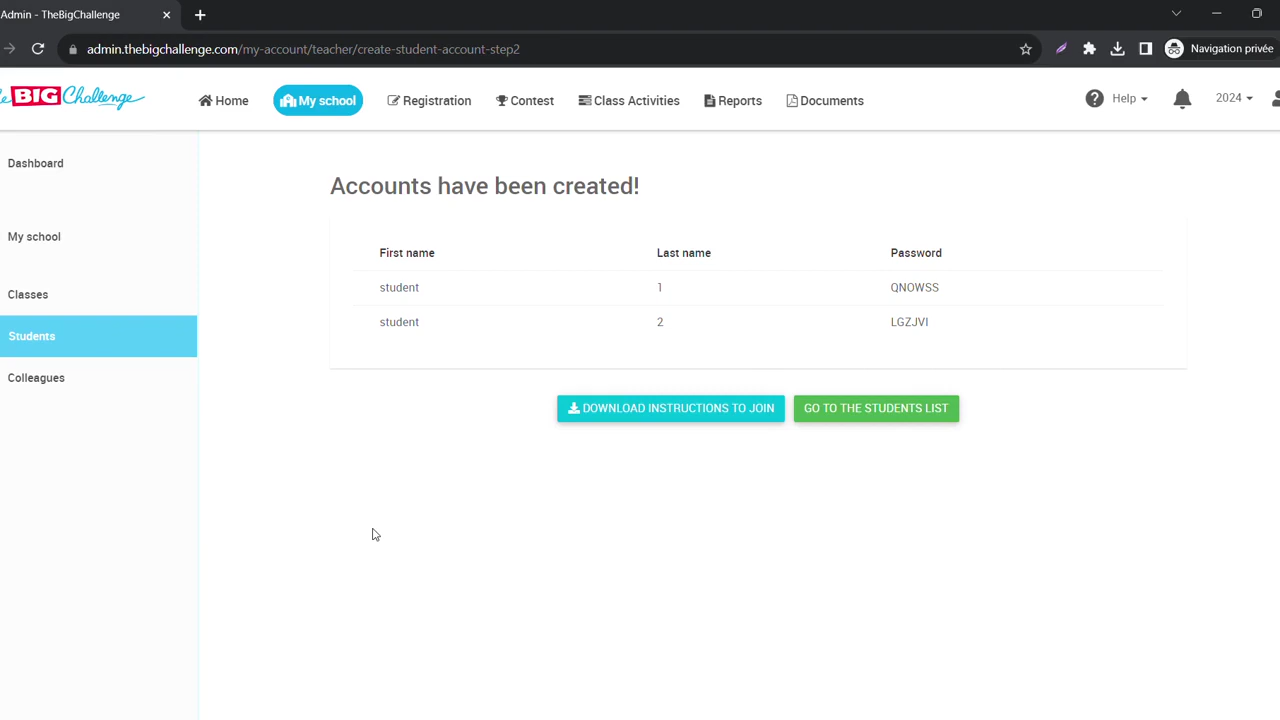 Admin - TheBigChallenge
admin.thebigchallenge.com/my-account/teacher/create-student-account-step2
Navigation privée
BIG Challenge
Home
My school
Registration
Contest
Class Activities
Reports
Documents
Help
2024
Dashboard
My school
Classes
Students
Colleagues
Accounts have been created!
First name Last name Password
student 1 QNOWSS
student 2 LGZJVI
DOWNLOAD INSTRUCTIONS TO JOIN
GO TO THE STUDENTS LIST